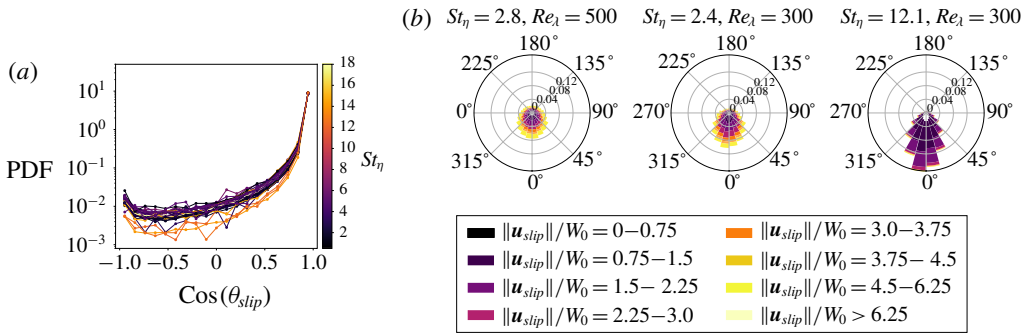 (a)
PDF
10¹
10⁰
10⁻¹
10⁻²
10⁻³
−1.0 −0.5 0 0.5 1.0
Cos(θslip)
18
16
14
12
10
8
6
4
2
Stη
(b)
Stη = 2.8, Reλ = 500
180°
225° 135°
0° 90°
315° 45°
0°
0.12
0.08
0.04
0
Stη = 2.4, Reλ = 300
180°
225° 135°
270° 90°
315° 45°
0°
0.12
0.08
0.04
0
Stη = 12.1, Reλ = 300
180°
225° 135°
270° 90°
315° 45°
0°
0.12
0.08
0.04
0
||uslip||/W0 = 0−0.75
||uslip||/W0 = 0.75−1.5
||uslip||/W0 = 1.5− 2.25
||uslip||/W0 = 2.25−3.0
||uslip||/W0 = 3.0−3.75
||uslip||/W0 = 3.75− 4.5
||uslip||/W0 = 4.5−6.25
||uslip||/W0 > 6.25